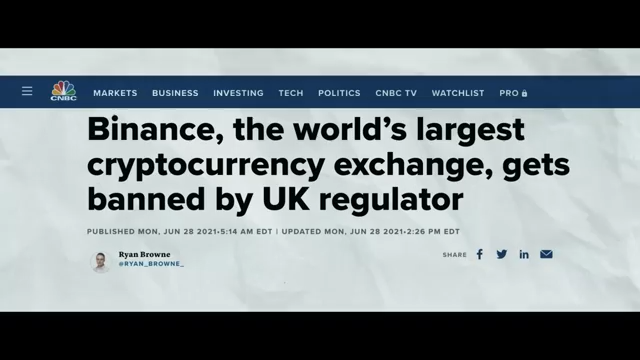 CNBC MARKETS BUSINESS INVESTING TECH POLITICS CNBC TV WATCHLIST PRO
Binance, the world’s largest
cryptocurrency exchange, gets
banned by UK regulator
PUBLISHED MON, JUN 28 2021•5:14 AM EDT | UPDATED MON, JUN 28 2021•2:26 PM EDT
Ryan Browne SHARE
@RYAN_BROWNE_